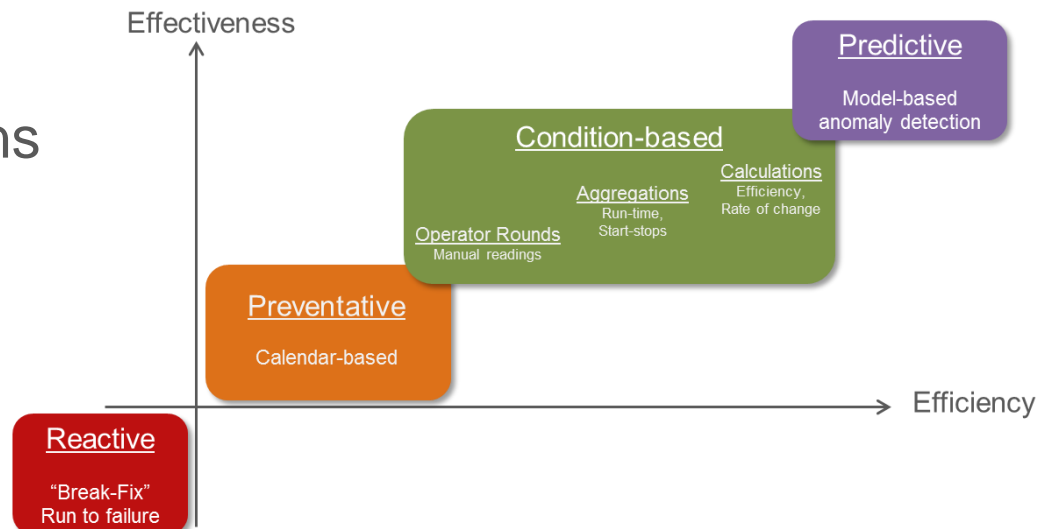 Effectiveness
ns
Predictive
Model-based
anomaly detection
Condition-based
Calculations
Efficiency,
Rate of change
Aggregations
Run-time,
Start-stops
Operator Rounds
Manual readings
Preventative
Calendar-based
Efficiency
Reactive
“Break-Fix”
Run to failure